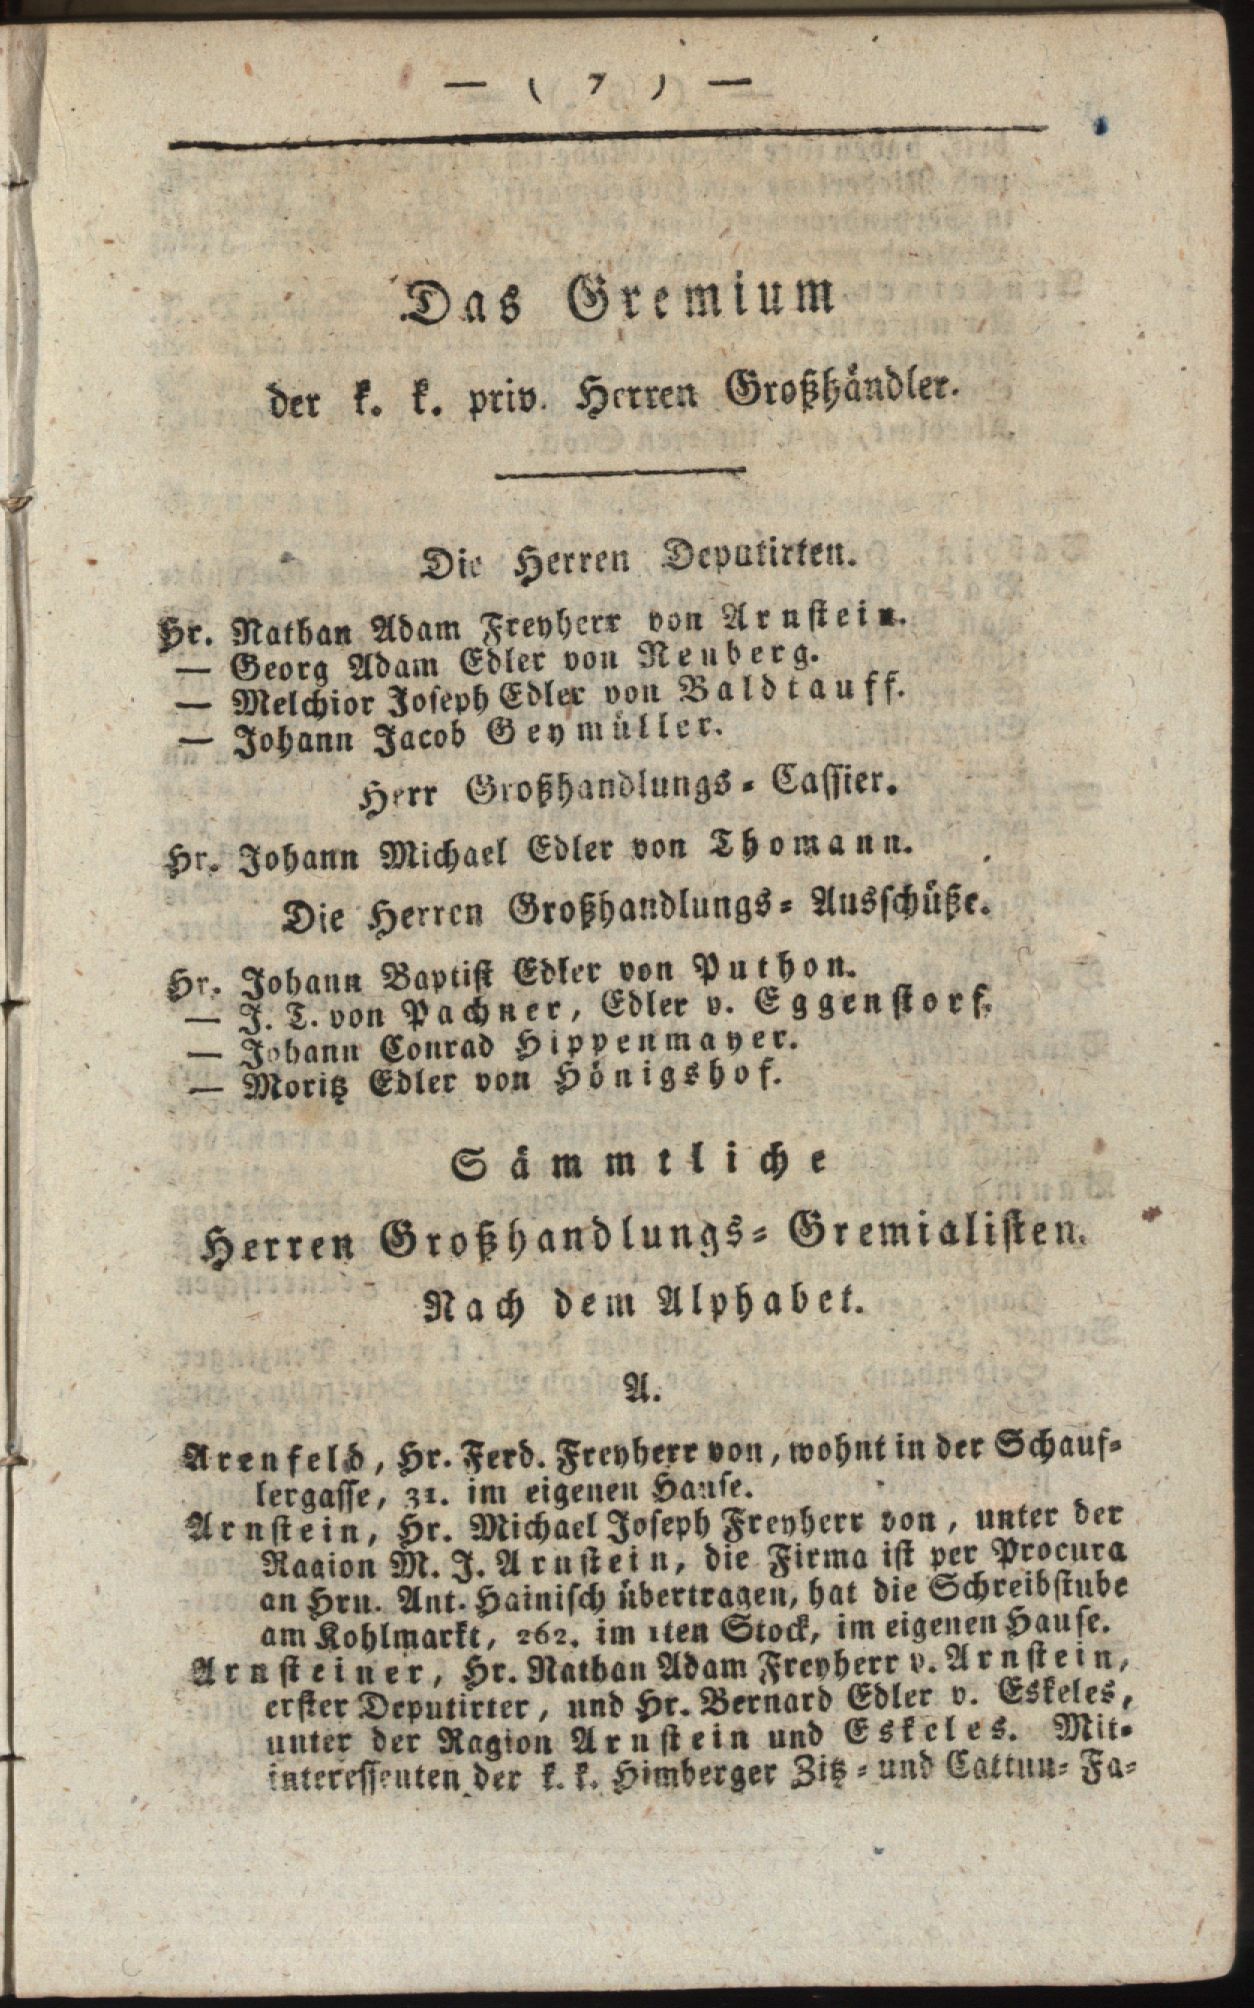 — ( 7 ) —
Das Gremium
der k. k. priv. Herren Großhändler.
Die Herren Deputirten.
Hr. Nathan Adam Freyherr von Arnstein.
— Georg Adam Edler von Neuberg.
— Melchior Joseph Edler von Baldtauff.
— Johann Jacob Geymüller.
Herr Großhandlungs-Cassier.
Hr. Johann Michael Edler von Thomann.
Die Herren Großhandlungs-Ausschüße.
Hr. Johann Baptist Edler von Puthon.
— J. T. von Pachner, Edler v. Eggenstorf.
— Johann Conrad Hippenmayer.
— Moritz Edler von Hönigshof.
Sämmtliche
Herren Großhandlungs-Gremialisten.
Nach dem Alphabet.
A.
Arenfeld, Hr. Ferd. Freyherr von, wohnt in der Schauf-
lergasse, 31. im eigenen Hause.
Arnstein, Hr. Michael Joseph Freyherr von, unter der
Ragion M. J. Arnstein, die Firma ist per Procura
an Hrn. Ant. Hainisch übertragen, hat die Schreibstube
am Kohlmarkt, 262. im 1ten Stock, im eigenen Hause.
Arnsteiner, Hr. Nathan Adam Freyherr v. Arnstein,
erster Deputirter, und Hr. Bernard Edler v. Eskeles,
unter der Ragion Arnstein und Eskeles. Mit-
interessenten der k. k. Himberger Zitz- und Cattun-Fa-